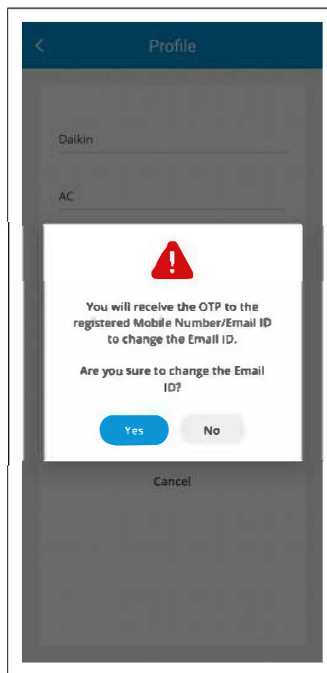 Profile
Daikin
AC
You will receive the OTP to the
registered Mobile Number/Email ID
to change the Email ID.
Are you sure to change the Email
ID?
Yes
No
Cancel